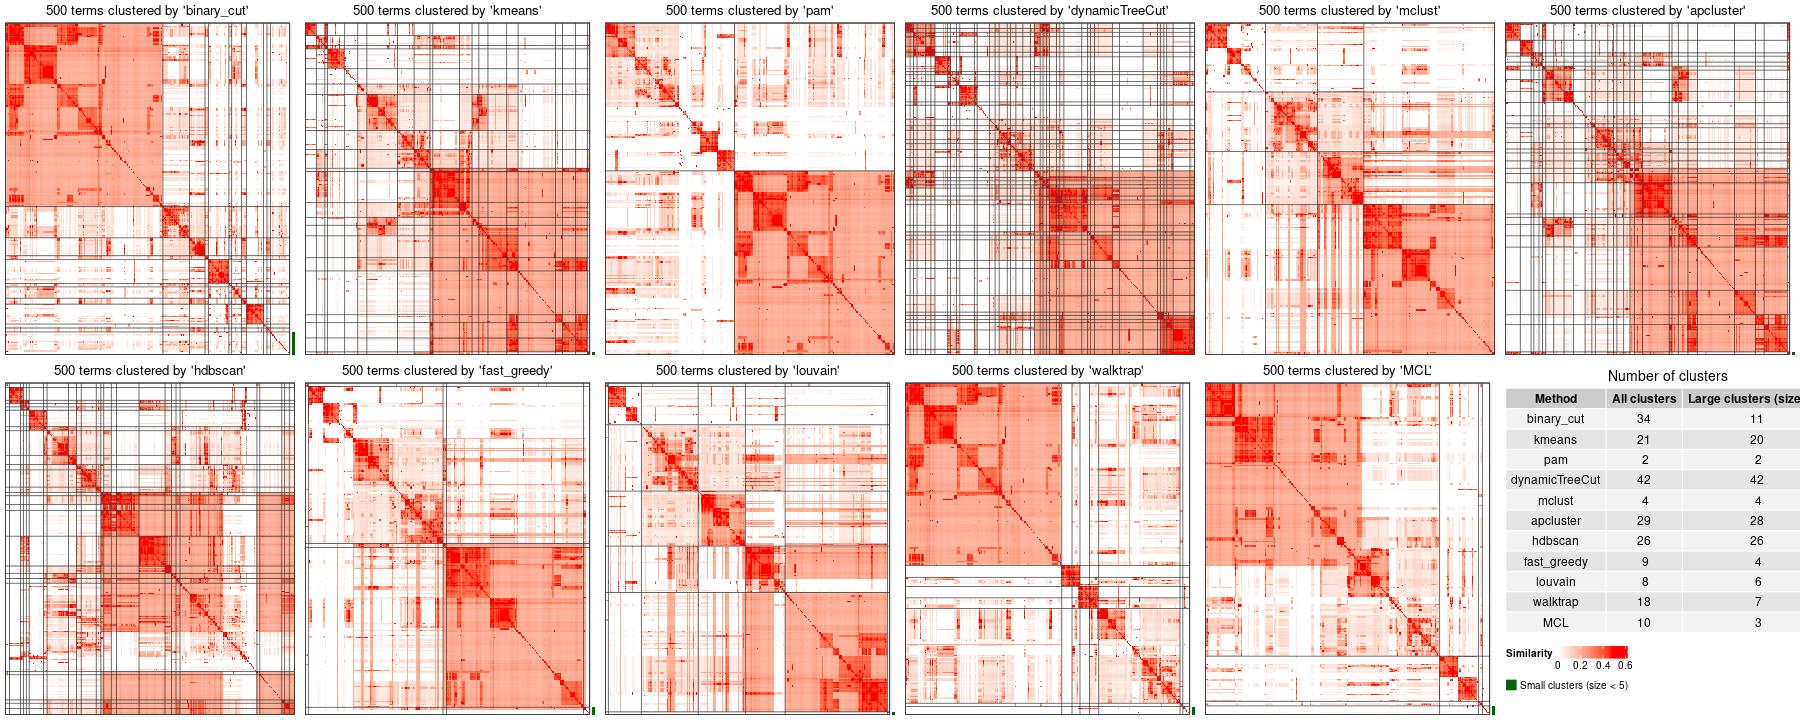 500 terms clustered by 'binary_cut'
500 terms clustered by 'kmeans'
500 terms clustered by 'pam'
500 terms clustered by 'dynamicTreeCut'
500 terms clustered by 'mclust'
500 terms clustered by 'apcluster'
500 terms clustered by 'hdbscan'
500 terms clustered by 'fast_greedy'
500 terms clustered by 'louvain'
500 terms clustered by 'walktrap'
500 terms clustered by 'MCL'
Number of clusters
Method All clusters Large clusters (size
binary_cut 34 11
kmeans 21 20
pam 2 2
dynamicTreeCut 42 42
mclust 4 4
apcluster 29 28
hdbscan 26 26
fast_greedy 9 4
louvain 8 6
walktrap 18 7
MCL 10 3
Similarity
0 0.2 0.4 0.6
Small clusters (size < 5)